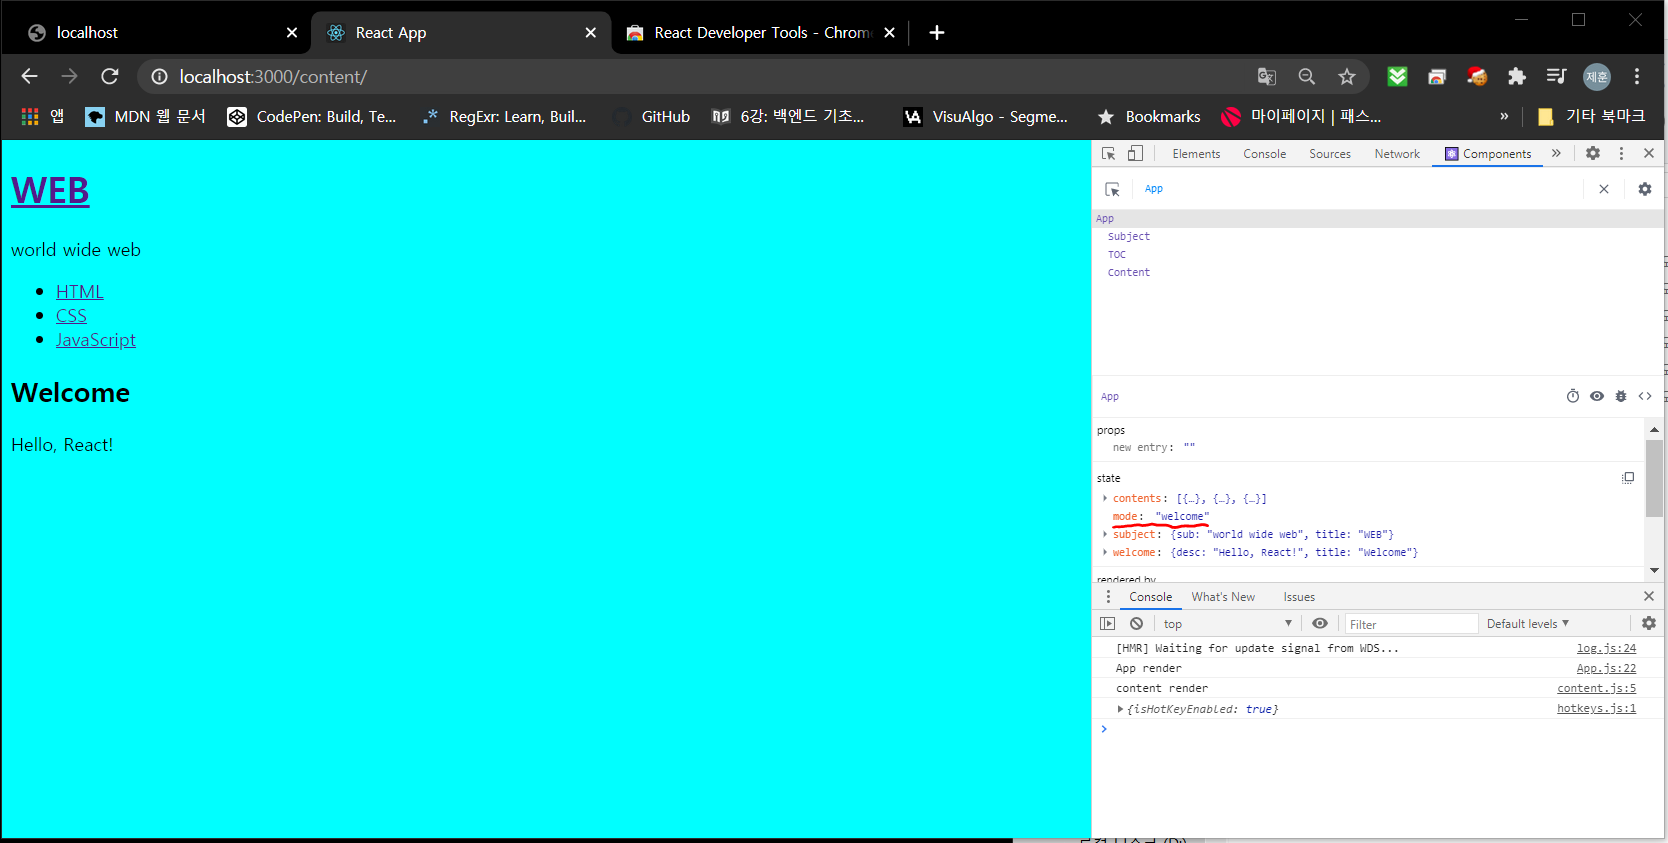 localhost
React App
React Developer Tools - Chrom
localhost:3000/content/
제훈
앱
MDN 웹 문서
CodePen: Build, Te...
RegExr: Learn, Buil...
GitHub
6강: 백엔드 기초...
VisuAlgo - Segme...
Bookmarks
마이페이지 | 패스...
»
기타 북마크
WEB
world wide web
HTML
CSS
JavaScript
Welcome
Hello, React!
Elements Console Sources Network Components »
App
App
Subject
TOC
Content
App
props
new entry: ""
state
contents: [{…}, {…}, {…}]
mode: "welcome"
subject: {sub: "world wide web", title: "WEB"}
welcome: {desc: "Hello, React!", title: "Welcome"}
rendered by
Console What's New Issues
top Filter Default levels ▼
[HMR] Waiting for update signal from WDS... log.js:24
App render App.js:22
content render content.js:5
{isHotKeyEnabled: true} hotkeys.js:1